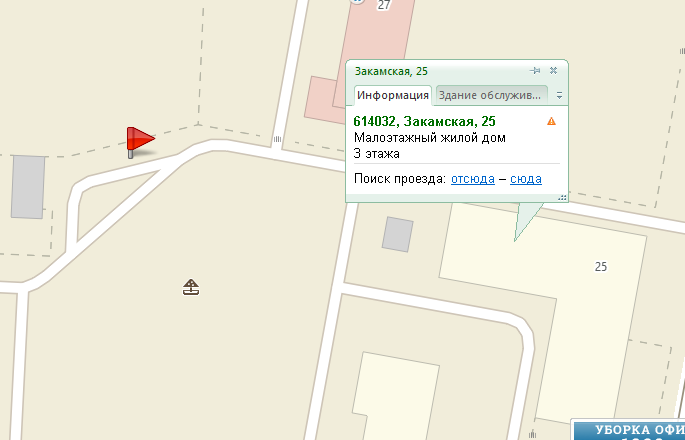 27
Закамская, 25
Информация
Здание обслужив...
614032, Закамская, 25
Малоэтажный жилой дом
3 этажа
Поиск проезда: отсюда – сюда
25
УБОРКА ОФИ